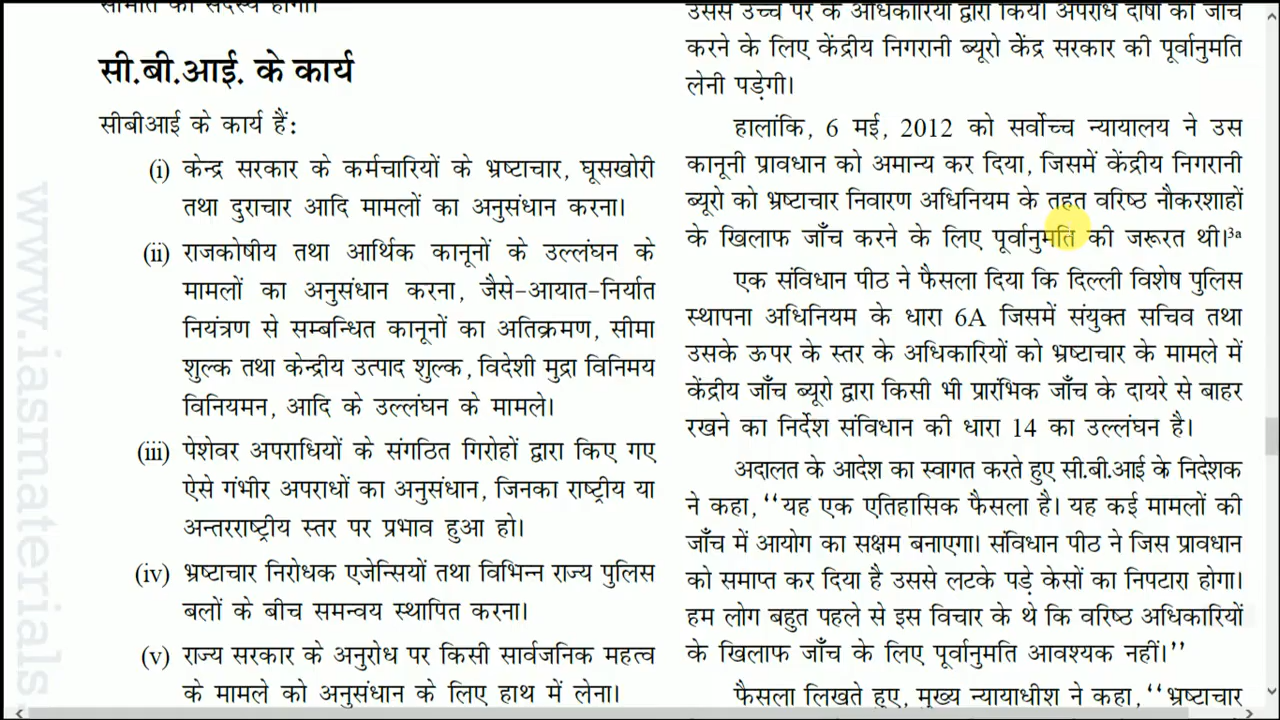 समिति का सदस्य होगा।
सी.बी.आई. के कार्य
सीबीआई के कार्य हैं:
(i) केन्द्र सरकार के कर्मचारियों के भ्रष्टाचार, घूसखोरी
तथा दुराचार आदि मामलों का अनुसंधान करना।
(ii) राजकोषीय तथा आर्थिक कानूनों के उल्लंघन के
मामलों का अनुसंधान करना, जैसे-आयात-निर्यात
नियंत्रण से सम्बन्धित कानूनों का अतिक्रमण, सीमा
शुल्क तथा केन्द्रीय उत्पाद शुल्क, विदेशी मुद्रा विनिमय
विनियमन, आदि के उल्लंघन के मामले।
(iii) पेशेवर अपराधियों के संगठित गिरोहों द्वारा किए गए
ऐसे गंभीर अपराधों का अनुसंधान, जिनका राष्ट्रीय या
अन्तरराष्ट्रीय स्तर पर प्रभाव हुआ हो।
(iv) भ्रष्टाचार निरोधक एजेन्सियों तथा विभिन्न राज्य पुलिस
बलों के बीच समन्वय स्थापित करना।
(v) राज्य सरकार के अनुरोध पर किसी सार्वजनिक महत्व
के मामले को अनुसंधान के लिए हाथ में लेना।
उससे उच्च पर के अधिकारियों द्वारा किये। अपराध दोषों की जाँच
करने के लिए केंद्रीय निगरानी ब्यूरो केंद्र सरकार की पूर्वानुमति
लेनी पड़ेगी।
हालांकि, 6 मई, 2012 को सर्वोच्च न्यायालय ने उस
कानूनी प्रावधान को अमान्य कर दिया, जिसमें केंद्रीय निगरानी
ब्यूरो को भ्रष्टाचार निवारण अधिनियम के तहत वरिष्ठ नौकरशाहों
के खिलाफ जाँच करने के लिए पूर्वानुमति की जरूरत थी।³ᵃ
एक संविधान पीठ ने फैसला दिया कि दिल्ली विशेष पुलिस
स्थापना अधिनियम के धारा 6A जिसमें संयुक्त सचिव तथा
उसके ऊपर के स्तर के अधिकारियों को भ्रष्टाचार के मामले में
केंद्रीय जाँच ब्यूरो द्वारा किसी भी प्रारंभिक जाँच के दायरे से बाहर
रखने का निर्देश संविधान की धारा 14 का उल्लंघन है।
अदालत के आदेश का स्वागत करते हुए सी.बी.आई के निदेशक
ने कहा, ‘‘यह एक एतिहासिक फैसला है। यह कई मामलों की
जाँच में आयोग का सक्षम बनाएगा। संविधान पीठ ने जिस प्रावधान
को समाप्त कर दिया है उससे लटके पड़े केसों का निपटारा होगा।
हम लोग बहुत पहले से इस विचार के थे कि वरिष्ठ अधिकारियों
के खिलाफ जाँच के लिए पूर्वानुमति आवश्यक नहीं।’’
फैसला लिखते हुए, मुख्य न्यायाधीश ने कहा, ‘‘भ्रष्टाचार
www.iasmaterials.